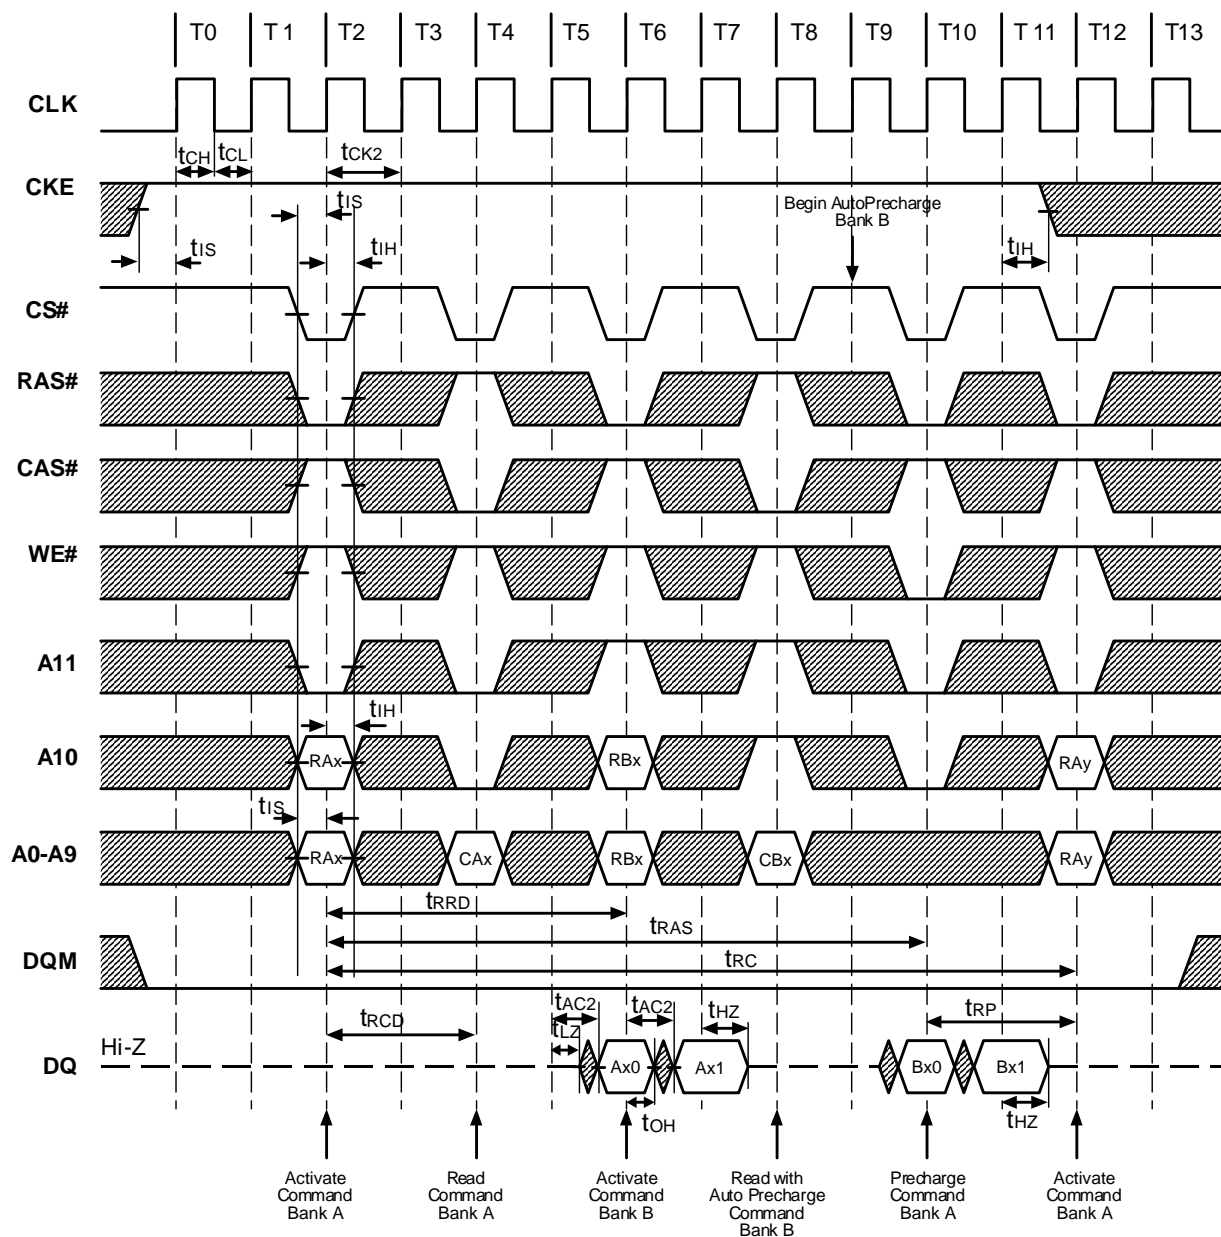 T0 T1 T2 T3 T4 T5 T6 T7 T8 T9 T10 T11 T12 T13
CLK
tCH tCL tCK2
CKE
tIS
Begin AutoPrecharge
Bank B
tIS tIH tIH
CS#
RAS#
CAS#
WE#
A11
tIH
A10 RAx RBx RAy
tIS
A0-A9 RAx CAx RBx CBx RAy
tRRD
tRAS
DQM
tRC
tAC2 tAC2 tHZ tRP
tRCD
tLZ
Hi-Z
DQ Ax0 Ax1 Bx0 Bx1
tOH tHZ
Activate
Command
Bank A
Read
Command
Bank A
Activate
Command
Bank B
Read with
Auto Precharge
Command
Bank B
Precharge
Command
Bank A
Activate
Command
Bank A